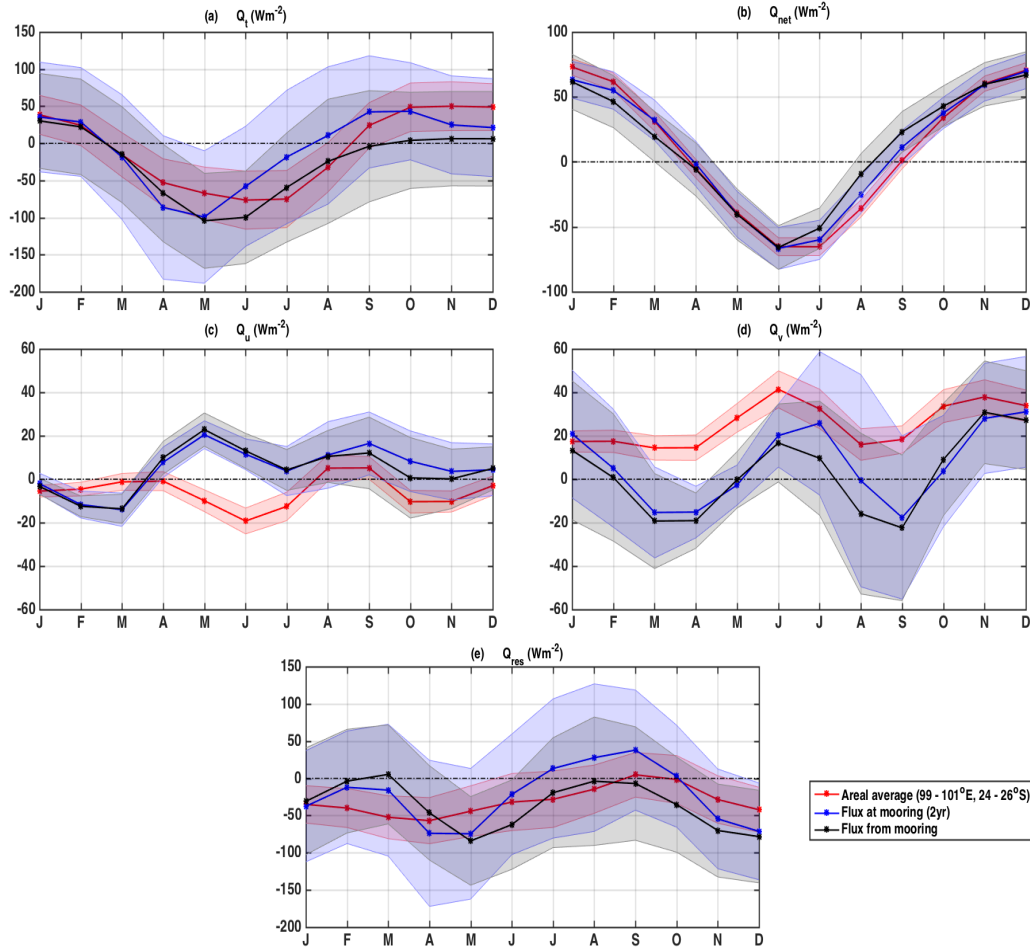 (a) Qt (Wm-2)
(b) Qnet (Wm-2)
150
100
50
0
-50
-100
-150
-200
J F M A M J J A S O N D
100
50
0
-50
-100
J F M A M J J A S O N D
(c) Qu (Wm-2)
(d) Qv (Wm-2)
60
40
20
0
-20
-40
-60
J F M A M J J A S O N D
60
40
20
0
-20
-40
-60
J F M A M J J A S O N D
(e) Qres (Wm-2)
150
100
50
0
-50
-100
-150
-200
J F M A M J J A S O N D
Areal average (99 - 101°E, 24 - 26°S)
Flux at mooring (2yr)
Flux from mooring